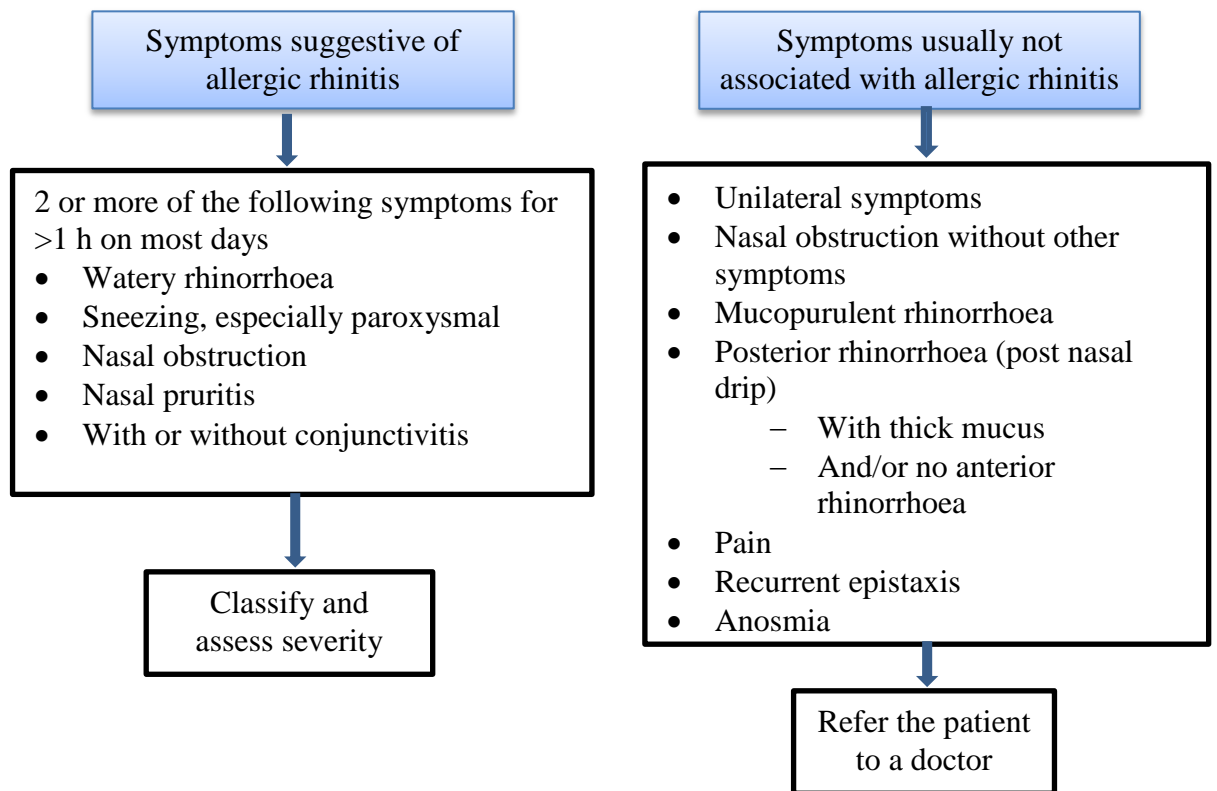 Symptoms suggestive of
allergic rhinitis
2 or more of the following symptoms for
>1 h on most days
• Watery rhinorrhoea
• Sneezing, especially paroxysmal
• Nasal obstruction
• Nasal pruritis
• With or without conjunctivitis
Classify and
assess severity
Symptoms usually not
associated with allergic rhinitis
• Unilateral symptoms
• Nasal obstruction without other
symptoms
• Mucopurulent rhinorrhoea
• Posterior rhinorrhoea (post nasal
drip)
– With thick mucus
– And/or no anterior
rhinorrhoea
• Pain
• Recurrent epistaxis
• Anosmia
Refer the patient
to a doctor